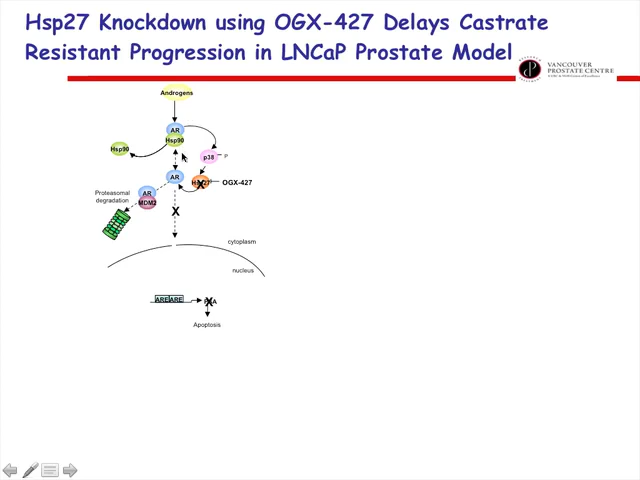 Hsp27 Knockdown using OGX-427 Delays Castrate
Resistant Progression in LNCaP Prostate Model
VANCOUVER
PROSTATE CENTRE
Androgens
AR
Hsp90
Hsp90
p38
P
AR
OGX-427
Proteasomal
degradation
AR
MDM2
X
X
cytoplasm
nucleus
ARE ARE
X
Apoptosis